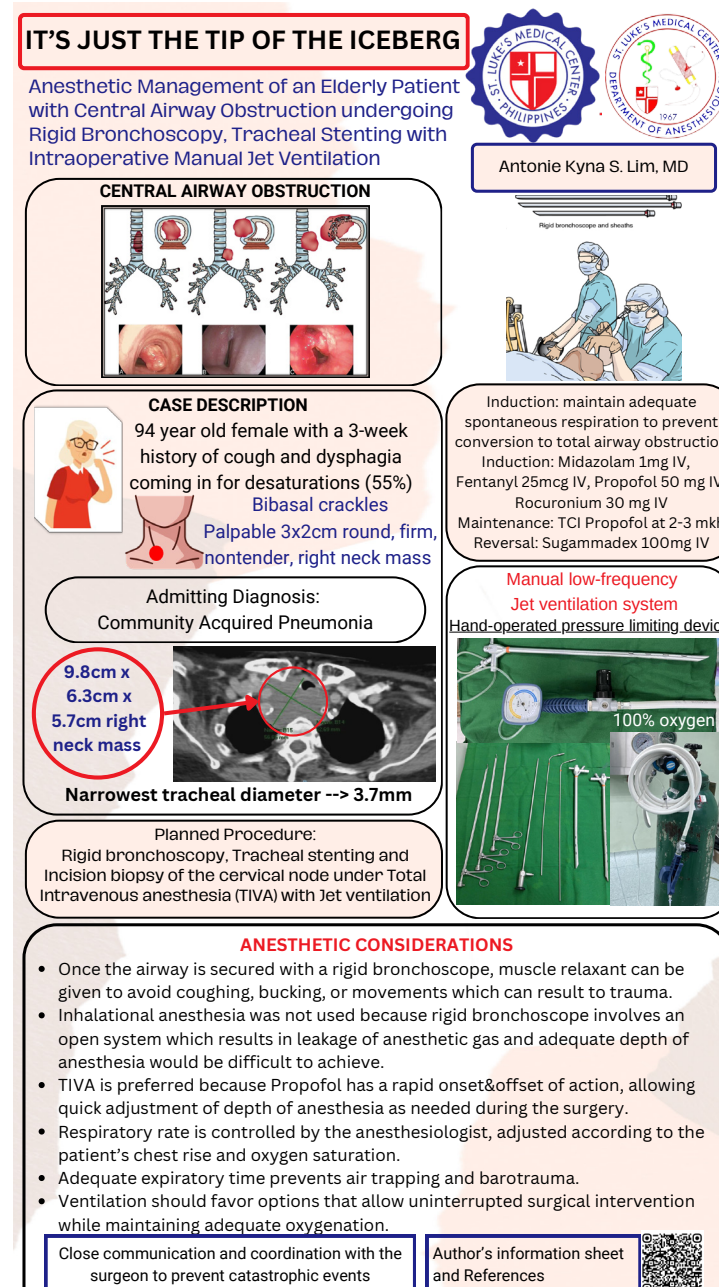 IT'S JUST THE TIP OF THE ICEBERG
Anesthetic Management of an Elderly Patient
with Central Airway Obstruction undergoing
Rigid Bronchoscopy, Tracheal Stenting with
Intraoperative Manual Jet Ventilation
ST. LUKE'S MEDICAL CENTER
PHILIPPINES
ST. LUKE'S MEDICAL CENTER
DEPARTMENT OF ANESTHESIOLO
1967
Antonie Kyna S. Lim, MD
CENTRAL AIRWAY OBSTRUCTION
Rigid bronchoscope and sheaths
CASE DESCRIPTION
94 year old female with a 3-week
history of cough and dysphagia
coming in for desaturations (55%)
Bibasal crackles
Palpable 3x2cm round, firm,
nontender, right neck mass
Admitting Diagnosis:
Community Acquired Pneumonia
9.8cm x
6.3cm x
5.7cm right
neck mass
Narrowest tracheal diameter --> 3.7mm
Planned Procedure:
Rigid bronchoscopy, Tracheal stenting and
Incision biopsy of the cervical node under Total
Intravenous anesthesia (TIVA) with Jet ventilation
Induction: maintain adequate
spontaneous respiration to prevent
conversion to total airway obstructio
Induction: Midazolam 1mg IV,
Fentanyl 25mcg IV, Propofol 50 mg IV
Rocuronium 30 mg IV
Maintenance: TCI Propofol at 2-3 mkh
Reversal: Sugammadex 100mg IV
Manual low-frequency
Jet ventilation system
Hand-operated pressure limiting devic
100% oxygen
ANESTHETIC CONSIDERATIONS
• Once the airway is secured with a rigid bronchoscope, muscle relaxant can be
given to avoid coughing, bucking, or movements which can result to trauma.
• Inhalational anesthesia was not used because rigid bronchoscope involves an
open system which results in leakage of anesthetic gas and adequate depth of
anesthesia would be difficult to achieve.
• TIVA is preferred because Propofol has a rapid onset&offset of action, allowing
quick adjustment of depth of anesthesia as needed during the surgery.
• Respiratory rate is controlled by the anesthesiologist, adjusted according to the
patient's chest rise and oxygen saturation.
• Adequate expiratory time prevents air trapping and barotrauma.
• Ventilation should favor options that allow uninterrupted surgical intervention
while maintaining adequate oxygenation.
Close communication and coordination with the
surgeon to prevent catastrophic events
Author's information sheet
and References